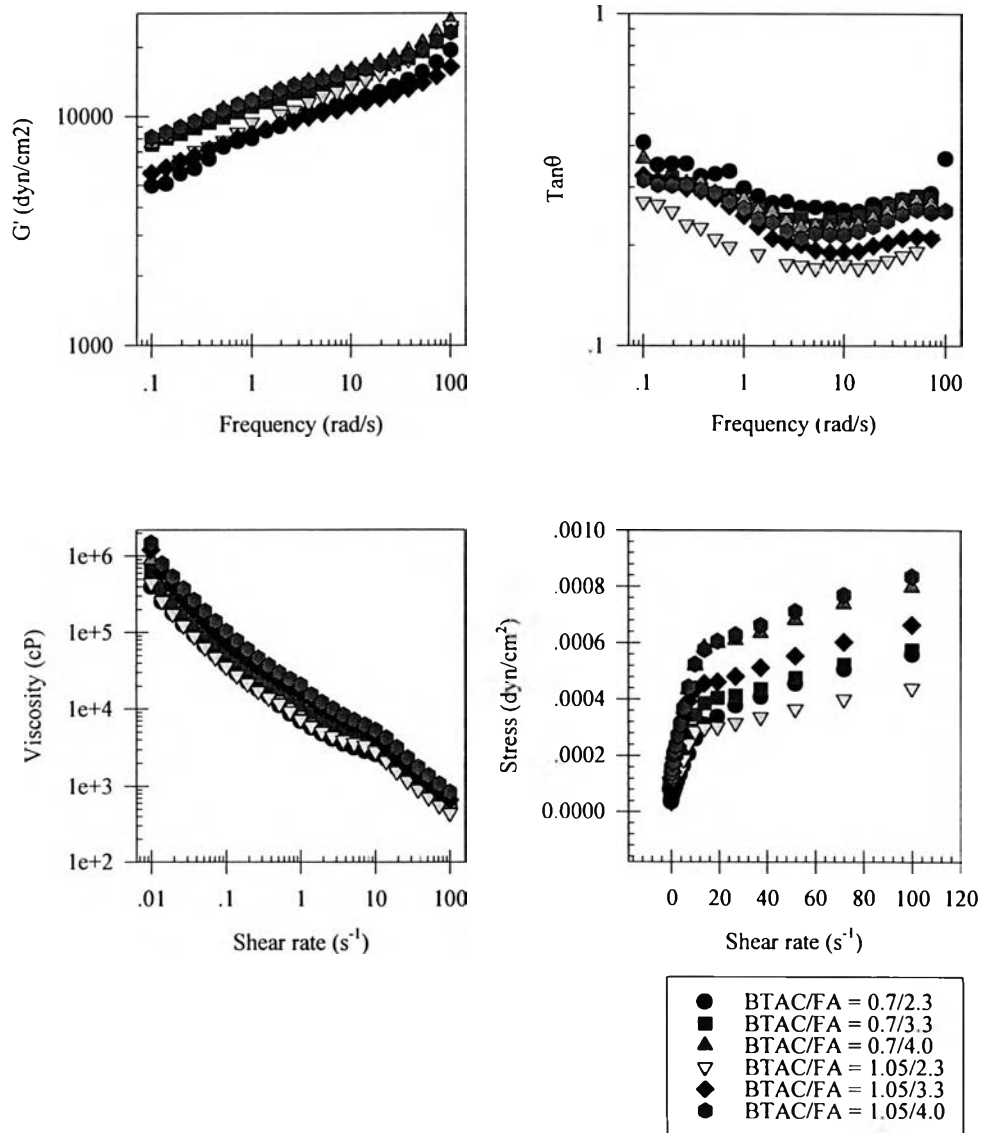 G' (dyn/cm2)
10000
1000
.1 1 10 100
Frequency (rad/s)
Tanθ
1
.1
.1 1 10 100
Frequency (rad/s)
Viscosity (cP)
1e+6
1e+5
1e+4
1e+3
1e+2
.01 .1 1 10 100
Shear rate (s⁻¹)
Stress (dyn/cm²)
.0010
.0008
.0006
.0004
.0002
0.0000
0 20 40 60 80 100 120
Shear rate (s⁻¹)
BTAC/FA = 0.7/2.3
BTAC/FA = 0.7/3.3
BTAC/FA = 0.7/4.0
BTAC/FA = 1.05/2.3
BTAC/FA = 1.05/3.3
BTAC/FA = 1.05/4.0